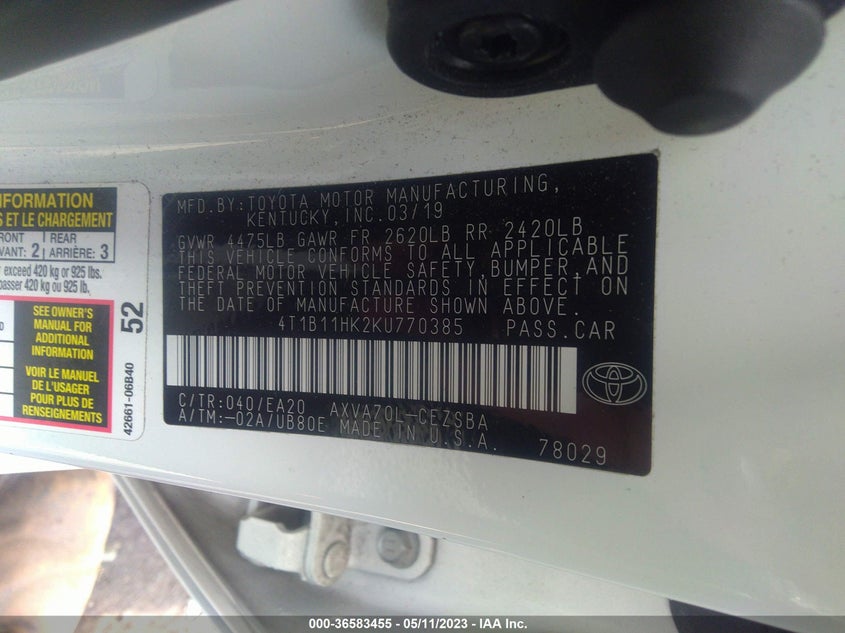 NFORMATION
S ET LE CHARGEMENT
FRONT
VANT: 2
REAR
ARRIÈRE: 3
exceed 420 kg or 925 lbs.
passer 420 kg ou 925 lb.
SEE OWNER'S
MANUAL FOR
ADDITIONAL
INFORMATION
VOIR LE MANUEL
DE L'USAGER
POUR PLUS DE
RENSEIGNEMENTS
52
42661-06B40
MFD. BY: TOYOTA MOTOR MANUFACTURING,
KENTUCKY, INC. 03/19
GVWR 4475LB GAWR FR 2620LB RR 2420LB
THIS VEHICLE CONFORMS TO ALL APPLICABLE
FEDERAL MOTOR VEHICLE SAFETY, BUMPER, AND
THEFT PREVENTION STANDARDS IN EFFECT ON
THE DATE OF MANUFACTURE SHOWN ABOVE.
4T1B11HK2KU770385 PASS. CAR
C/TR: 040/EA20 AXVA70L-CEZSBA
A/TM: -02A/UB80E MADE IN U.S.A.
78029
000-36583455 - 05/11/2023 - IAA Inc.